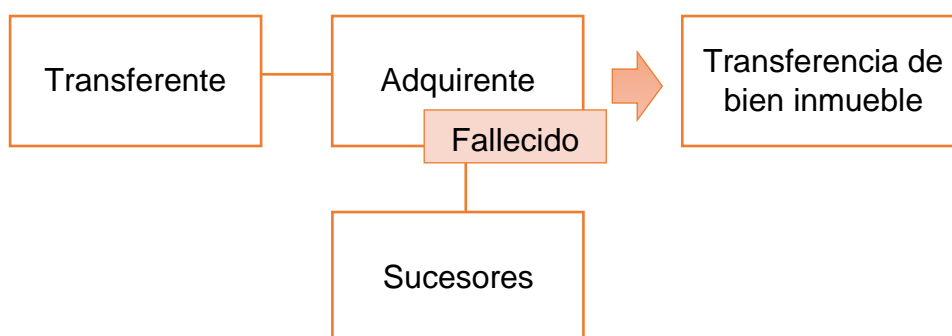 Transferente
Adquirente
Transferencia de
bien inmueble
Fallecido
Sucesores